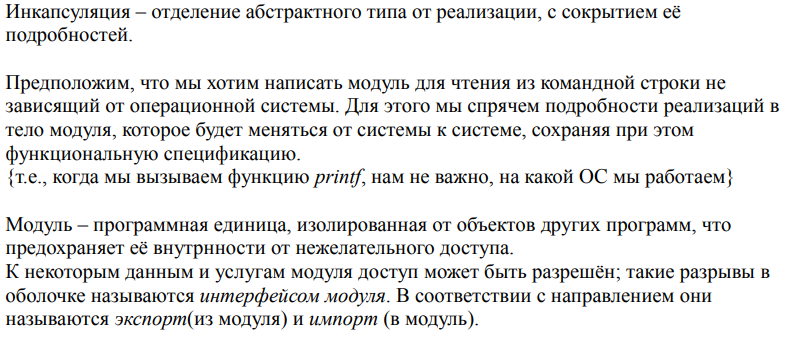 Инкапсуляция – отделение абстрактного типа от реализации, с сокрытием её
подробностей.
Предположим, что мы хотим написать модуль для чтения из командной строки не
зависящий от операционной системы. Для этого мы спрячем подробности реализаций в
тело модуля, которое будет меняться от системы к системе, сохраняя при этом
функциональную спецификацию.
{т.е., когда мы вызываем функцию printf, нам не важно, на какой ОС мы работаем}
Модуль – программная единица, изолированная от объектов других программ, что
предохраняет её внутрнности от нежелательного доступа.
К некоторым данным и услугам модуля доступ может быть разрешён; такие разрывы в
оболочке называются интерфейсом модуля. В соответствии с направлением они
называются экспорт(из модуля) и импорт (в модуль).